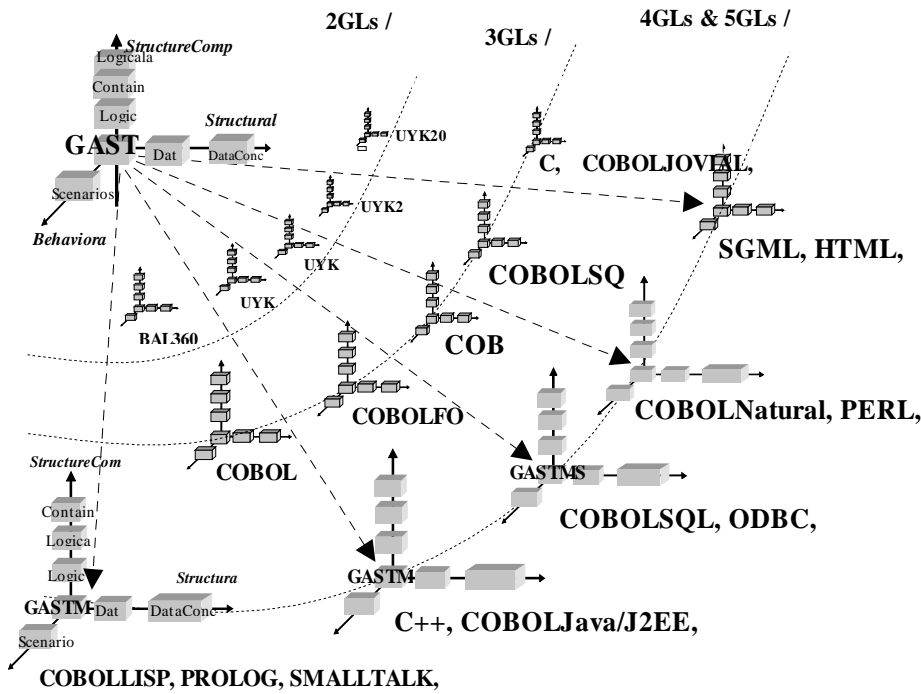 2GLs /
3GLs /
4GLs & 5GLs /
StructureComp
Logicala
Contain
Logic
Structural
GAST
Dat
DataConc
Scenarios
Behaviora
UYK20
C, COBOLJOVIAL,
UYK2
SGML, HTML,
UYK
COBOLSQ
UYK
BAL360
COB
COBOLFO
COBOLNatural, PERL,
COBOL
StructureCom
GASTMS
Contain
COBOLSQL, ODBC,
Logica
Logic
Structura
GASTM
GASTM
Dat
DataConc
C++, COBOLJava/J2EE,
Scenario
COBOLLISP, PROLOG, SMALLTALK,